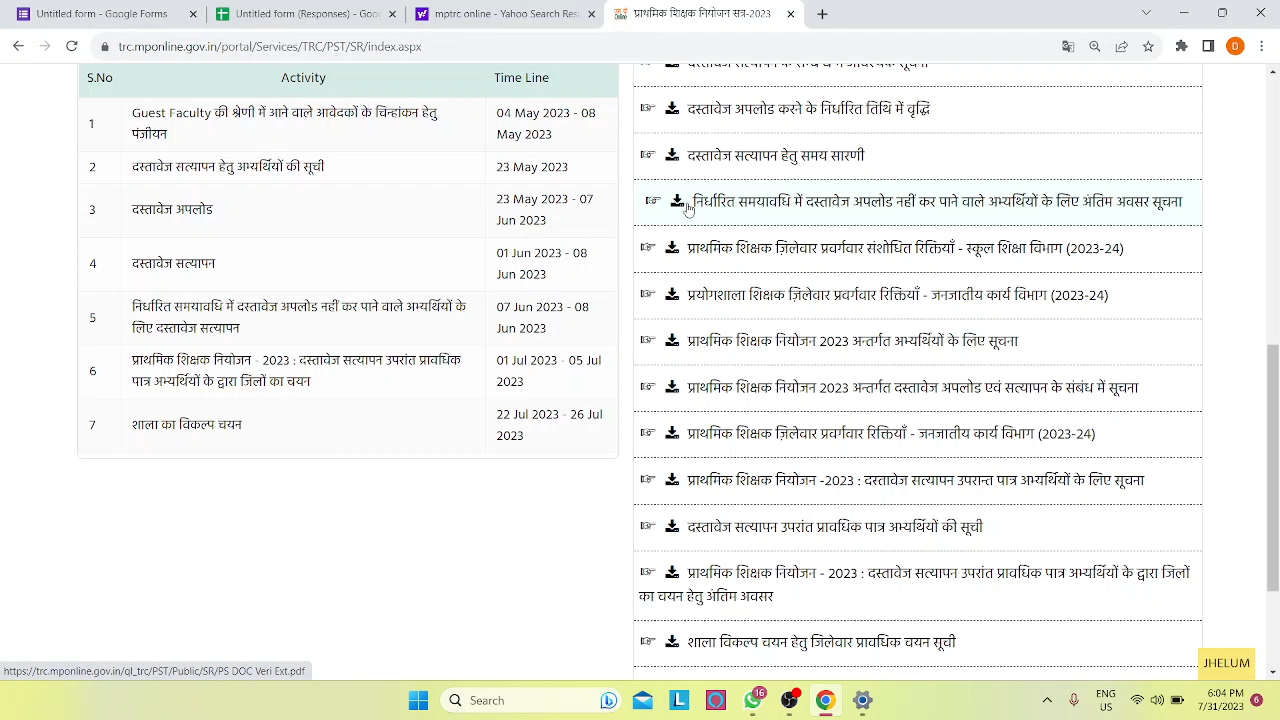 Untitled form - Google Forms
Untitled form (Responses) - Goog
mptrc online - Yahoo Search Resu
प्राथमिक शिक्षक नियोजन सत्र-2023
trc.mponline.gov.in/portal/Services/TRC/PST/SR/index.aspx
D
S.No Activity Time Line
1 Guest Faculty की श्रेणी में आने वाले आवेदकों के चिन्हांकन हेतु
पंजीयन
04 May 2023 - 08
May 2023
2 दस्तावेज सत्यापन हेतु अभ्यर्थियों की सूची 23 May 2023
3 दस्तावेज अपलोड
23 May 2023 - 07
Jun 2023
4 दस्तावेज सत्यापन
01 Jun 2023 - 08
Jun 2023
5 निर्धारित समयावधि में दस्तावेज अपलोड नहीं कर पाने वाले अभ्यर्थियों के
लिए दस्तावेज सत्यापन
07 Jun 2023 - 08
Jun 2023
6 प्राथमिक शिक्षक नियोजन - 2023 : दस्तावेज सत्यापन उपरांत प्रावधिक
पात्र अभ्यर्थियों के द्वारा जिलों का चयन
01 Jul 2023 - 05 Jul
2023
7 शाला का विकल्प चयन
22 Jul 2023 - 26 Jul
2023
दस्तावेज अपलोड करने के निर्धारित तिथि में वृद्धि
दस्तावेज सत्यापन हेतु समय सारणी
निर्धारित समयावधि में दस्तावेज अपलोड नहीं कर पाने वाले अभ्यर्थियों के लिए अंतिम अवसर सूचना
प्राथमिक शिक्षक ज़िलेवार प्रवर्गवार संशोधित रिक्तियाँ - स्कूल शिक्षा विभाग (2023-24)
प्रयोगशाला शिक्षक ज़िलेवार प्रवर्गवार रिक्तियाँ - जनजातीय कार्य विभाग (2023-24)
प्राथमिक शिक्षक नियोजन 2023 अन्तर्गत अभ्यर्थियों के लिए सूचना
प्राथमिक शिक्षक नियोजन 2023 अन्तर्गत दस्तावेज अपलोड एवं सत्यापन के संबंध में सूचना
प्राथमिक शिक्षक ज़िलेवार प्रवर्गवार रिक्तियाँ - जनजातीय कार्य विभाग (2023-24)
प्राथमिक शिक्षक नियोजन -2023 : दस्तावेज सत्यापन उपरान्त पात्र अभ्यर्थियों के लिए सूचना
दस्तावेज सत्यापन उपरांत प्रावधिक पात्र अभ्यर्थियों की सूची
प्राथमिक शिक्षक नियोजन - 2023 : दस्तावेज सत्यापन उपरांत प्रावधिक पात्र अभ्यर्थियों के द्वारा जिलों
का चयन हेतु अंतिम अवसर
शाला विकल्प चयन हेतु जिलेवार प्रावधिक चयन सूची
JHELUM
https://trc.mponline.gov.in/ql_trc/PST/Public/SR/PS DOC Veri Ext.pdf
Search
L
16
ENG
US
6:04 PM
7/31/2023
6